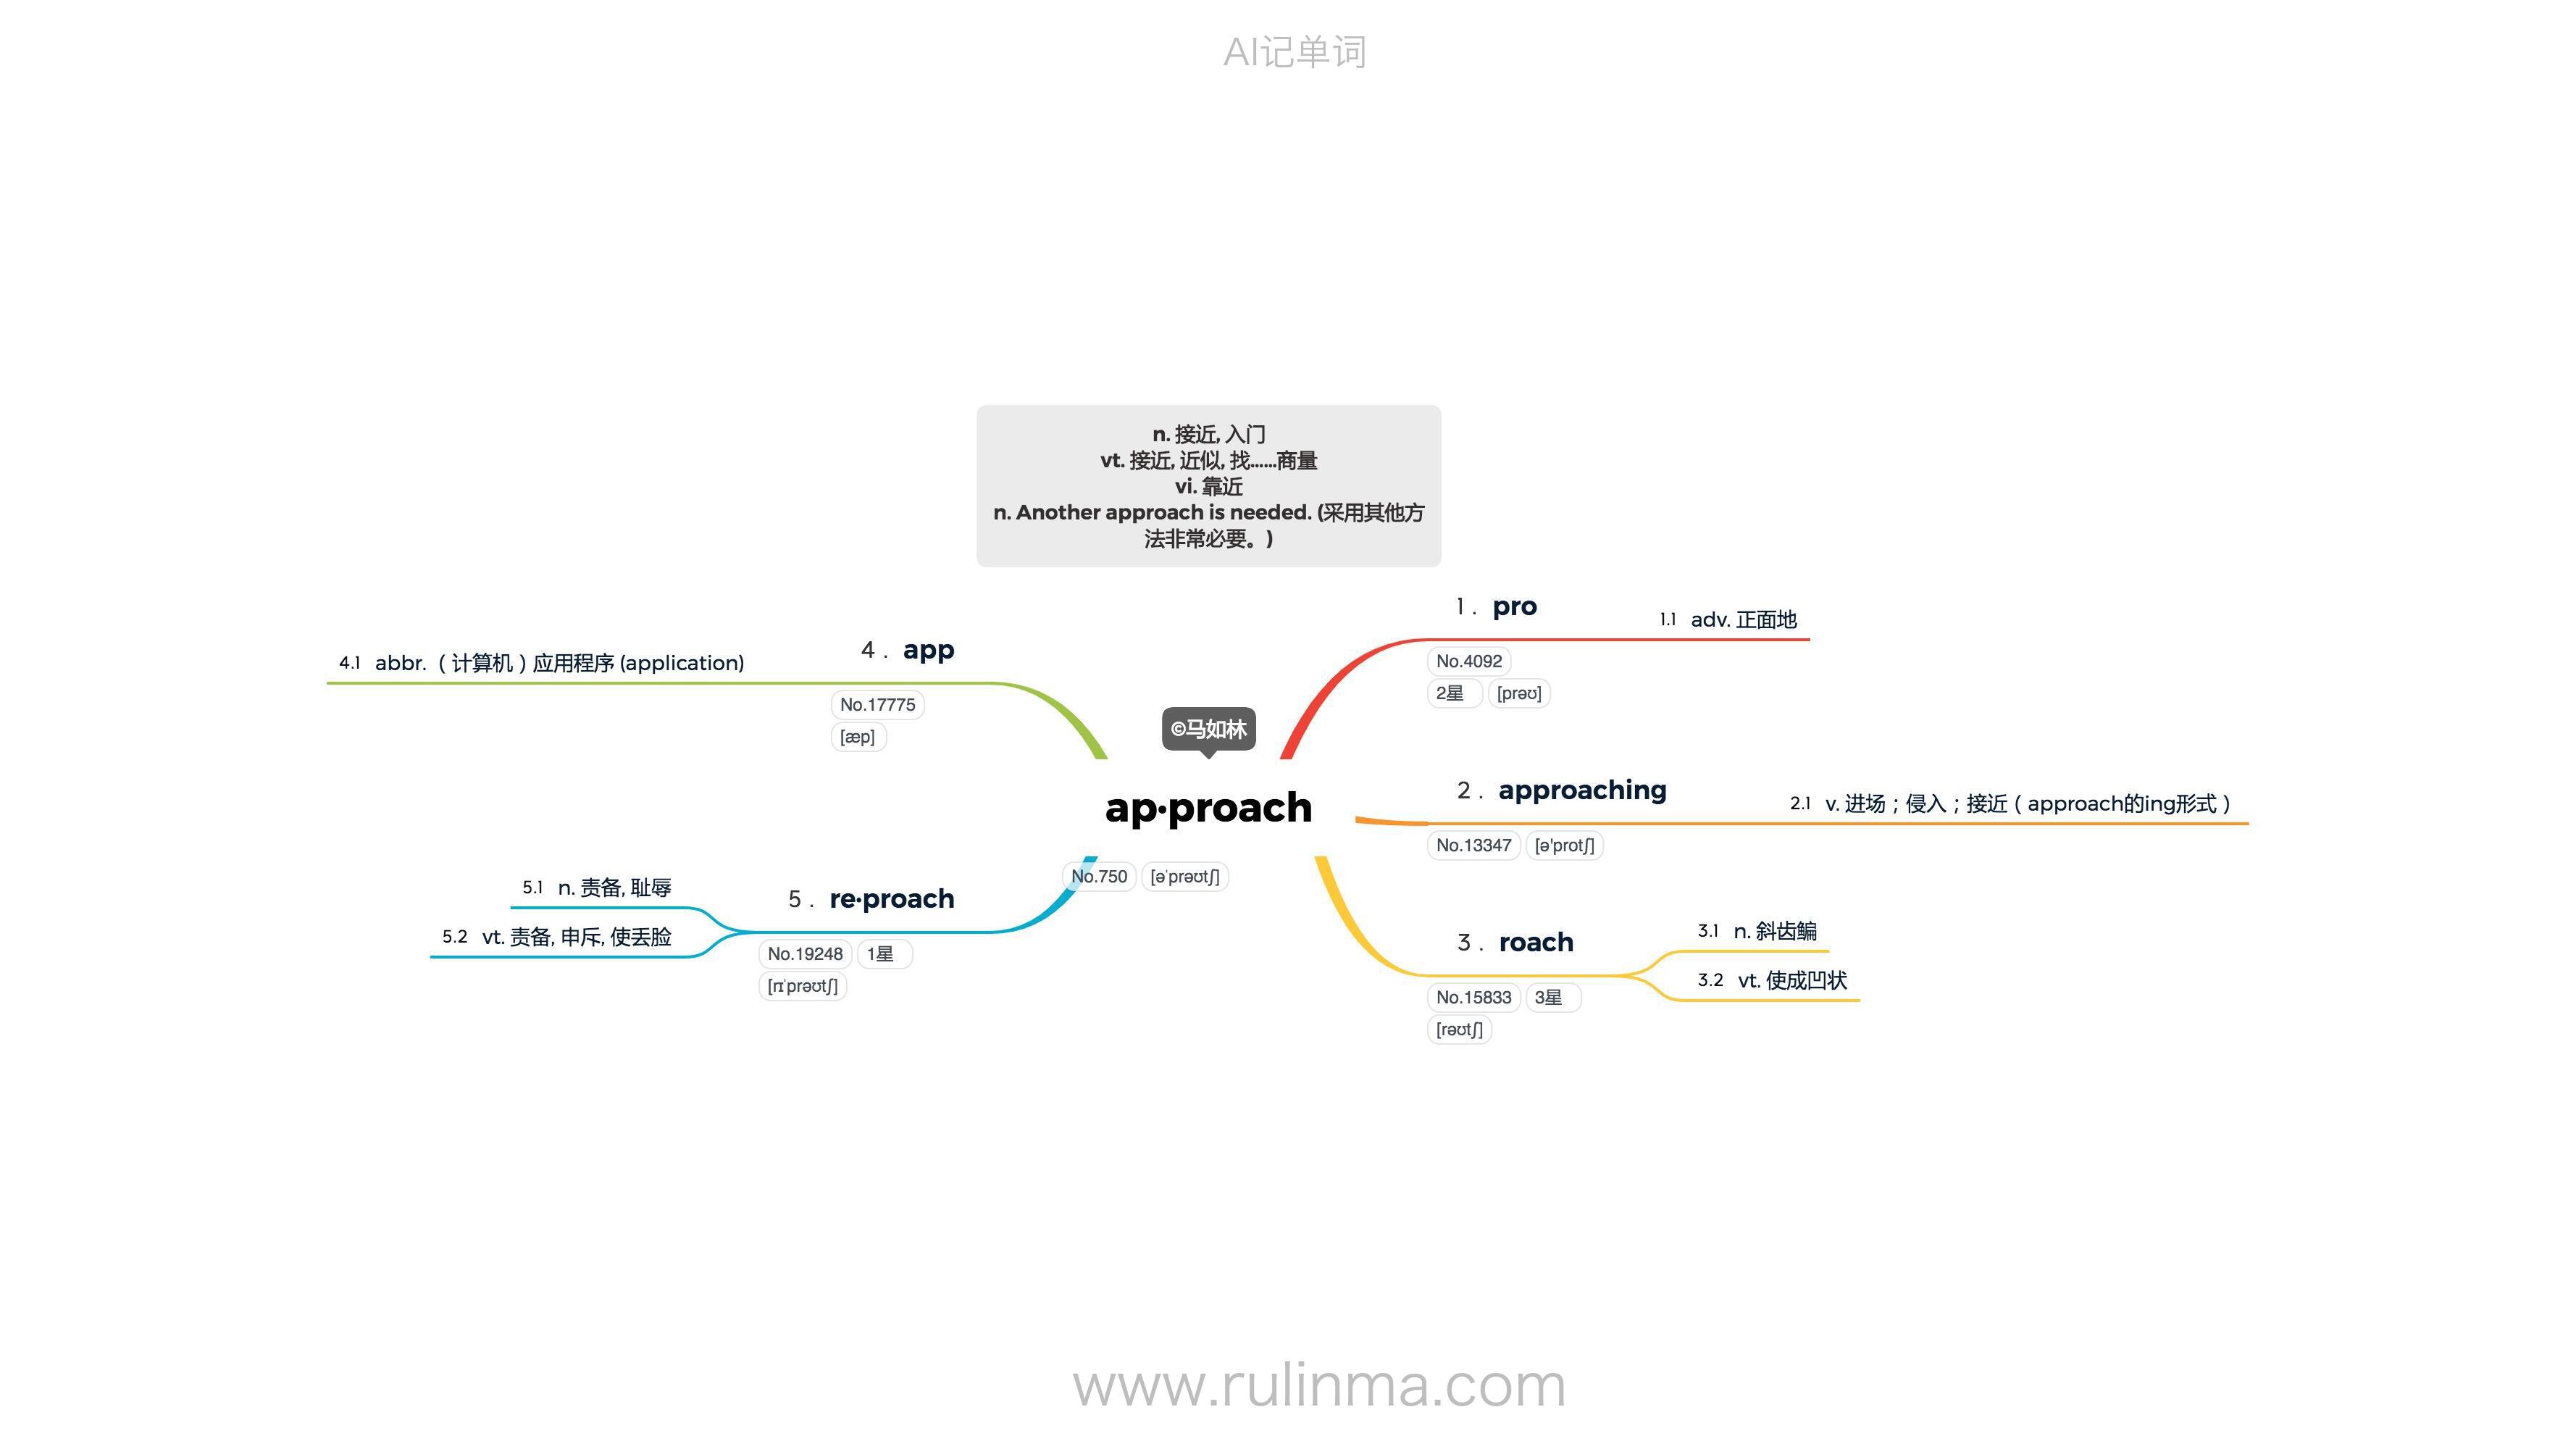 AI记单词
n. 接近, 入门
vt. 接近, 近似, 找……商量
vi. 靠近
n. Another approach is needed. (采用其他方
法非常必要。)
©马如林
ap·proach
No.750 [əˈprəʊtʃ]
1 . pro
No.4092
2星 [prəʊ]
1.1 adv. 正面地
2 . approaching
No.13347 [ə'protʃ]
2.1 v. 进场；侵入；接近（approach的ing形式）
3 . roach
No.15833 3星
[rəʊtʃ]
3.1 n. 斜齿鳊
3.2 vt. 使成凹状
4 . app
No.17775
[æp]
4.1 abbr.（计算机）应用程序 (application)
5 . re·proach
No.19248 1星
[rɪˈprəʊtʃ]
5.1 n. 责备, 耻辱
5.2 vt. 责备, 申斥, 使丢脸
www.rulinma.com